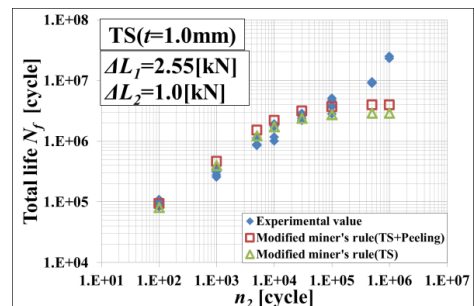 TS(t=1.0mm)
ΔL1=2.55[kN]
ΔL2=1.0[kN]
Total life Nf [cycle]
1.E+08
1.E+07
1.E+06
1.E+05
1.E+04
Experimental value
Modified miner's rule(TS+Peeling)
Modified miner's rule(TS)
1.E+01 1.E+02 1.E+03 1.E+04 1.E+05 1.E+06 1.E+07
n2[cycle]